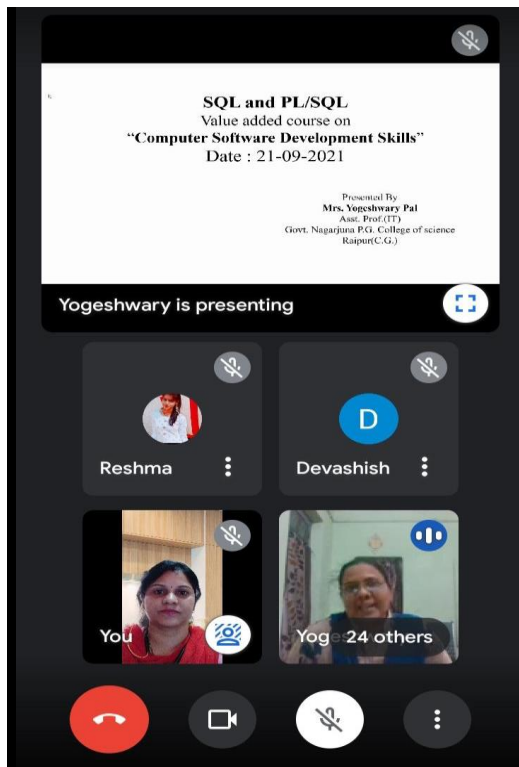 SQL and PL/SQL
Value added course on
“Computer Software Development Skills”
Date : 21-09-2021
Presented By
Mrs. Yogeshwary Pal
Asst. Prof.(IT)
Govt. Nagarjuna P.G. College of science
Raipur(C.G.)
Yogeshwary is presenting
Reshma
D
Devashish
You
Yog 24 others